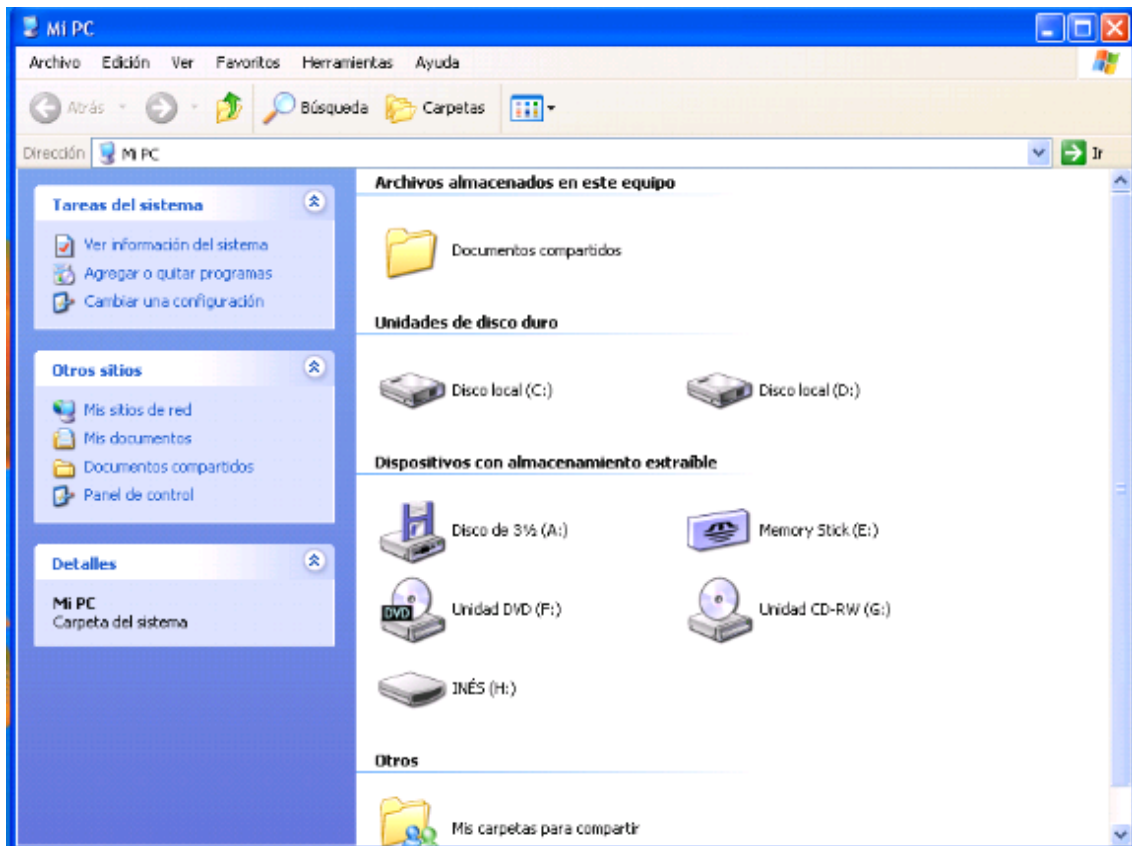 Mi PC
Archivo Edición Ver Favoritos Herramientas Ayuda
Atrás Búsqueda Carpetas
Dirección Mi PC Ir
Tareas del sistema
Ver información del sistema
Agregar o quitar programas
Cambiar una configuración
Otros sitios
Mis sitios de red
Mis documentos
Documentos compartidos
Panel de control
Detalles
Mi PC
Carpeta del sistema
Archivos almacenados en este equipo
Documentos compartidos
Unidades de disco duro
Disco local (C:) Disco local (D:)
Dispositivos con almacenamiento extraíble
Disco de 3½ (A:) Memory Stick (E:)
DVD Unidad DVD (F:) Unidad CD-RW (G:)
INÉS (H:)
Otros
Mis carpetas para compartir